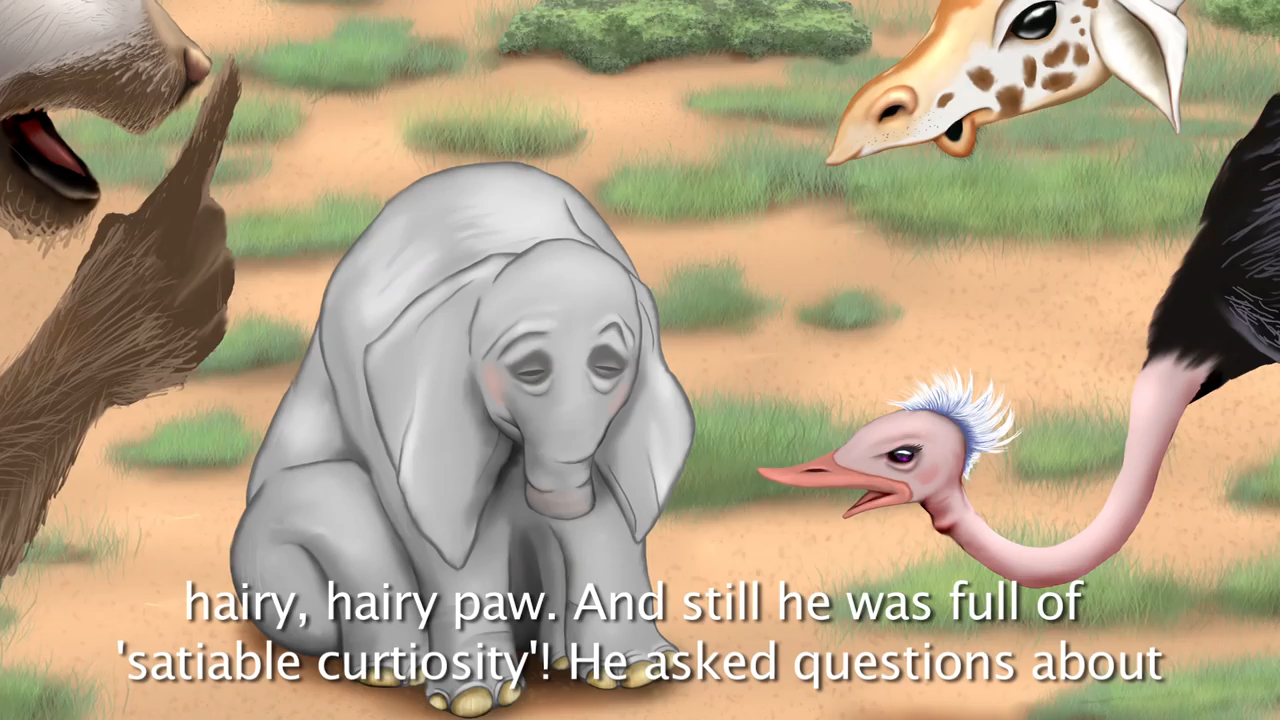 hairy, hairy paw. And still he was full of
'satiable curtiosity'! He asked questions about